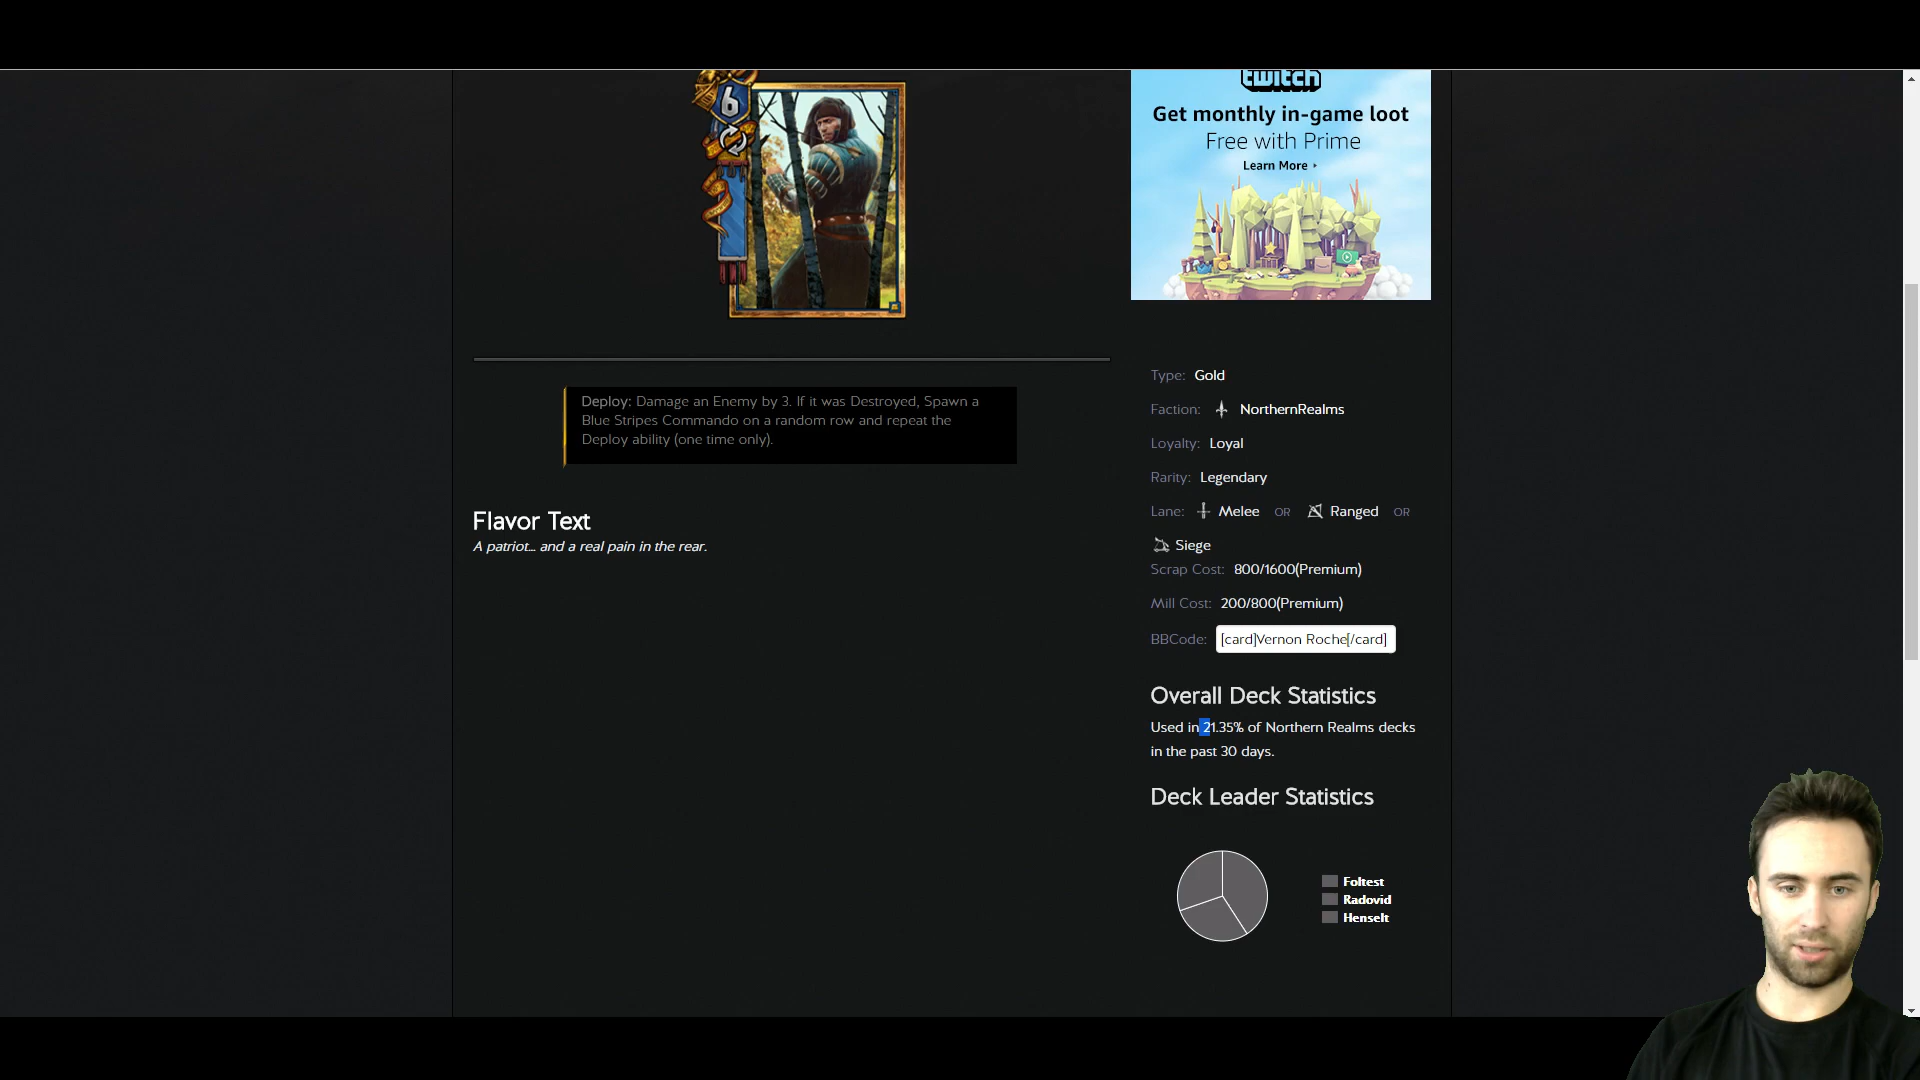 6
twitch
Get monthly in-game loot
Free with Prime
Learn More
Type: Gold
Faction: NorthernRealms
Loyalty: Loyal
Rarity: Legendary
Lane: Melee OR Ranged OR
Siege
Scrap Cost: 800/1600(Premium)
Mill Cost: 200/800(Premium)
BBCode: [card]Vernon Roche[/card]
Deploy: Damage an Enemy by 3. If it was Destroyed, Spawn a
Blue Stripes Commando on a random row and repeat the
Deploy ability (one time only).
Flavor Text
A patriot... and a real pain in the rear.
Overall Deck Statistics
Used in 21.35% of Northern Realms decks
in the past 30 days.
Deck Leader Statistics
Foltest
Radovid
Henselt